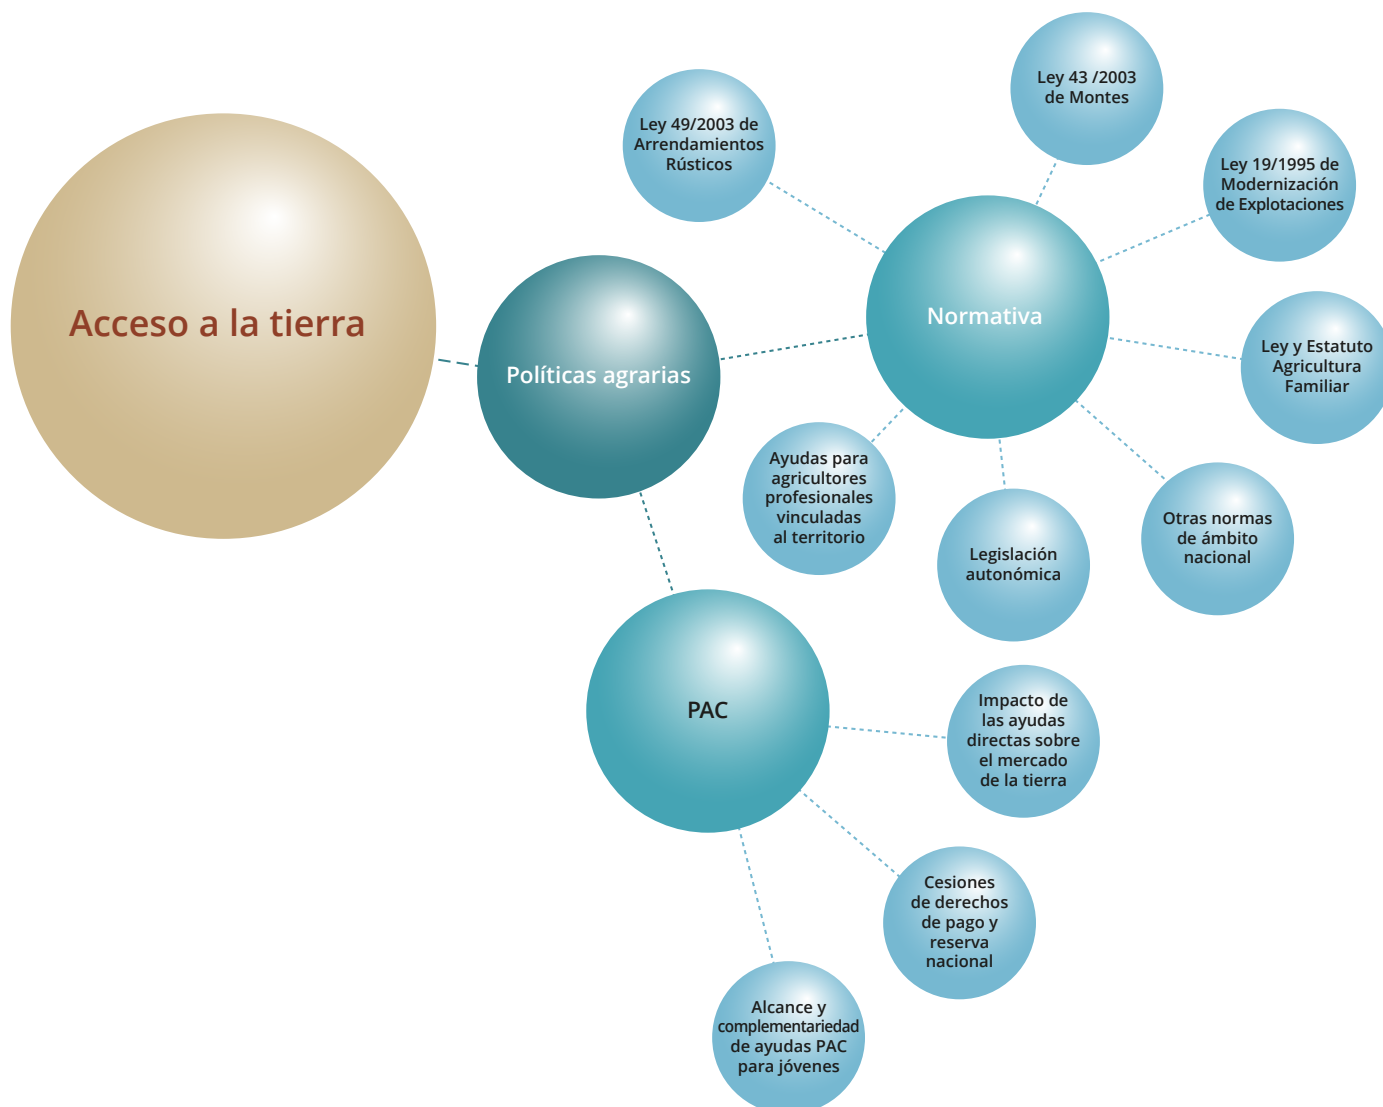 Acceso a la tierra
Políticas agrarias
Normativa
Ley 49/2003 de
Arrendamientos
Rústicos
Ley 43 /2003
de Montes
Ley 19/1995 de
Modernización
de Explotaciones
Ley y Estatuto
Agricultura
Familiar
Otras normas
de ámbito
nacional
Legislación
autonómica
Ayudas para
agricultores
profesionales
vinculadas
al territorio
PAC
Impacto de
las ayudas
directas sobre
el mercado
de la tierra
Cesiones
de derechos
de pago y
reserva
nacional
Alcance y
complementariedad
de ayudas PAC
para jóvenes